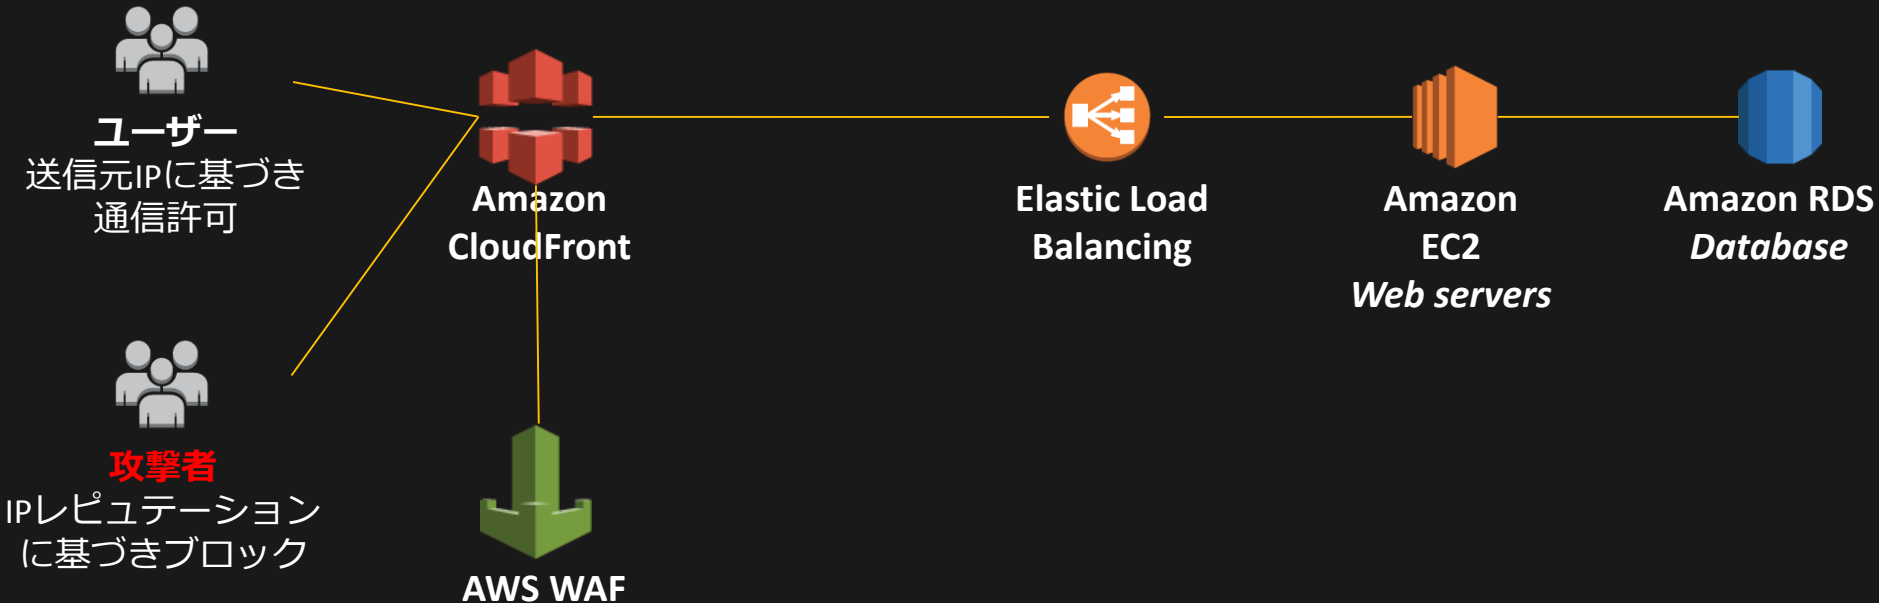 ユーザー
送信元IPに基づき
通信許可
攻撃者
IPレピュテーション
に基づきブロック
Amazon
CloudFront
AWS WAF
Elastic Load
Balancing
Amazon
EC2
Web servers
Amazon RDS
Database